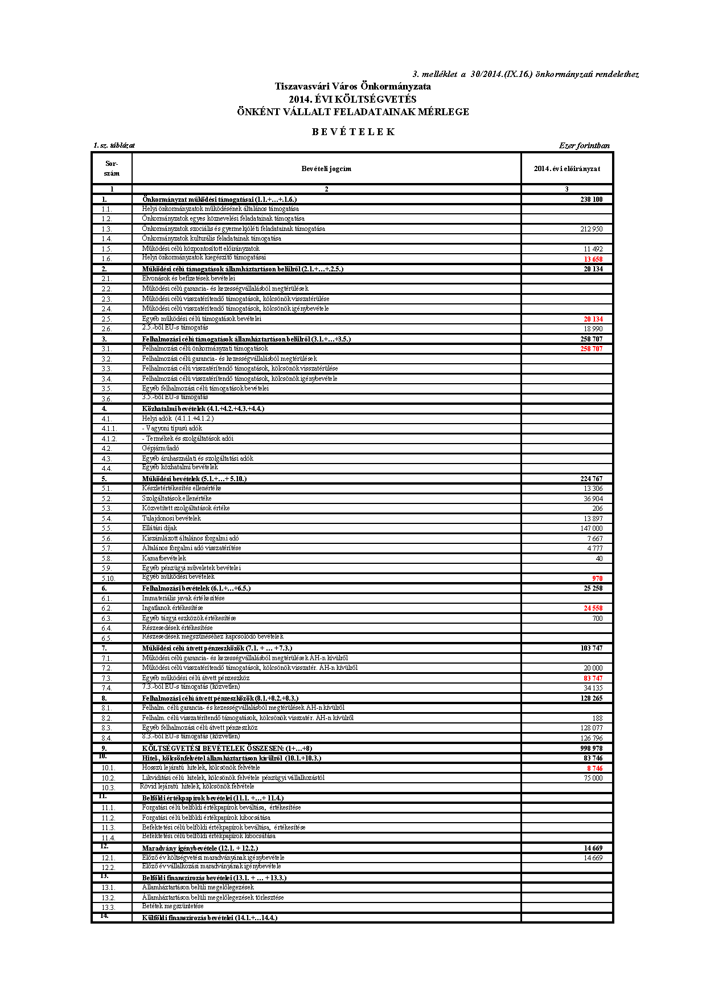 3. melléklet a 30/2014.(IX.16.) önkormányzati rendelethez
Tiszavasvári Város Önkormányzata
2014. ÉVI KÖLTSÉGVETÉS
ÖNKÉNT VÁLLALT FELADATAINAK MÉRLEGE
B E V É T E L E K
1. sz. táblázat Ezer forintban
Sor-
szám Bevételi jogcím 2014. évi előirányzat
1 2 3
1. Önkormányzat működési támogatásai (1.1.+…+.1.6.) 238 100
1.1. Helyi önkormányzatok működésének általános támogatása
1.2. Önkormányzatok egyes köznevelési feladatainak támogatása
1.3. Önkormányzatok szociális és gyermekjóléti feladatainak támogatása 212 950
1.4. Önkormányzatok kulturális feladatainak támogatása
1.5. Működési célú központosított előirányzatok 11 492
1.6. Helyi önkormányzatok kiegészítő támogatásai 13 658
2. Működési célú támogatások államháztartáson belülről (2.1.+…+.2.5.) 20 134
2.1. Elvonások és befizetések bevételei
2.2. Működési célú garancia- és kezességvállalásból megtérülések
2.3. Működési célú visszatérítendő támogatások, kölcsönök visszatérülése
2.4. Működési célú visszatérítendő támogatások, kölcsönök igénybevétele
2.5. Egyéb működési célú támogatások bevételei 20 134
2.6. 2.5.-ből EU-s támogatás 18 990
3. Felhalmozási célú támogatások államháztartáson belülről (3.1.+…+3.5.) 258 707
3.1. Felhalmozási célú önkormányzati támogatások 258 707
3.2. Felhalmozási célú garancia- és kezességvállalásból megtérülések
3.3. Felhalmozási célú visszatérítendő támogatások, kölcsönök visszatérülése
3.4. Felhalmozási célú visszatérítendő támogatások, kölcsönök igénybevétele
3.5. Egyéb felhalmozási célú támogatások bevételei
3.6. 3.5.-ből EU-s támogatás
4. Közhatalmi bevételek (4.1.+4.2.+4.3.+4.4.)
4.1. Helyi adók (4.1.1.+4.1.2.)
4.1.1. - Vagyoni típusú adók
4.1.2. - Termékek és szolgáltatások adói
4.2. Gépjárműadó
4.3. Egyéb áruhasználati és szolgáltatási adók
4.4. Egyéb közhatalmi bevételek
5. Működési bevételek (5.1.+…+ 5.10.) 224 767
5.1. Készletértékesítés ellenértéke 13 306
5.2. Szolgáltatások ellenértéke 36 904
5.3. Közvetített szolgáltatások értéke 206
5.4. Tulajdonosi bevételek 13 897
5.5. Ellátási díjak 147 000
5.6. Kiszámlázott általános forgalmi adó 7 667
5.7. Általános forgalmi adó visszatérítése 4 777
5.8. Kamatbevételek 40
5.9. Egyéb pénzügyi műveletek bevételei
5.10. Egyéb működési bevételek 970
6. Felhalmozási bevételek (6.1.+…+6.5.) 25 258
6.1. Immateriális javak értékesítése
6.2. Ingatlanok értékesítése 24 558
6.3. Egyéb tárgyi eszközök értékesítése 700
6.4. Részesedések értékesítése
6.5. Részesedések megszűnéséhez kapcsolódó bevételek
7. Működési célú átvett pénzeszközök (7.1. + … + 7.3.) 103 747
7.1. Működési célú garancia- és kezességvállalásból megtérülések ÁH-n kívülről
7.2. Működési célú visszatérítendő támogatások, kölcsönök visszatér. ÁH-n kívülről 20 000
7.3. Egyéb működési célú átvett pénzeszköz 83 747
7.4. 7.3.-ból EU-s támogatás (közvetlen) 34 135
8. Felhalmozási célú átvett pénzeszközök (8.1.+8.2.+8.3.) 128 265
8.1. Felhalm. célú garancia- és kezességvállalásból megtérülések ÁH-n kívülről
8.2. Felhalm. célú visszatérítendő támogatások, kölcsönök visszatér. ÁH-n kívülről 188
8.3. Egyéb felhalmozási célú átvett pénzeszköz 128 077
8.4. 8.3.-ból EU-s támogatás (közvetlen) 126 796
9. KÖLTSÉGVETÉSI BEVÉTELEK ÖSSZESEN: (1+…+8) 998 978
10. Hitel-, kölcsönfelvétel államháztartáson kívülről (10.1.+10.3.) 83 746
10.1. Hosszú lejáratú hitelek, kölcsönök felvétele 8 746
10.2. Likviditási célú hitelek, kölcsönök felvétele pénzügyi vállalkozástól 75 000
10.3. Rövid lejáratú hitelek, kölcsönök felvétele
11. Belföldi értékpapírok bevételei (11.1. +…+ 11.4.)
11.1. Forgatási célú belföldi értékpapírok beváltása, értékesítése
11.2. Forgatási célú belföldi értékpapírok kibocsátása
11.3. Befektetési célú belföldi értékpapírok beváltása, értékesítése
11.4. Befektetési célú belföldi értékpapírok kibocsátása
12. Maradvány igénybevétele (12.1. + 12.2.) 14 669
12.1. Előző év költségvetési maradványának igénybevétele 14 669
12.2. Előző év vállalkozási maradványának igénybevétele
13. Belföldi finanszírozás bevételei (13.1. + … + 13.3.)
13.1. Államháztartáson belüli megelőlegezések
13.2. Államháztartáson belüli megelőlegezések törlesztése
13.3. Betétek megszüntetése
14. Külföldi finanszírozás bevételei (14.1.+…14.4.)